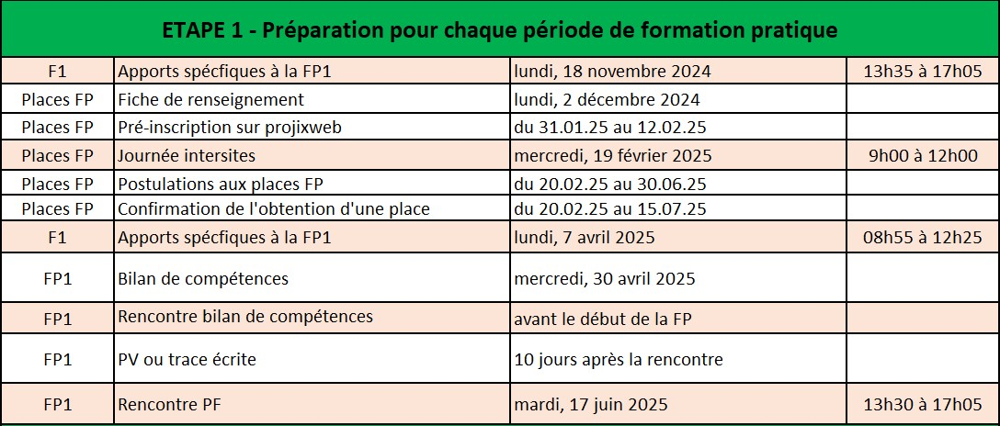 ETAPE 1 - Préparation pour chaque période de formation pratique
F1 Apports spécfiques à la FP1 lundi, 18 novembre 2024 13h35 à 17h05
Places FP Fiche de renseignement lundi, 2 décembre 2024
Places FP Pré-inscription sur projixweb du 31.01.25 au 12.02.25
Places FP Journée intersites mercredi, 19 février 2025 9h00 à 12h00
Places FP Postulations aux places FP du 20.02.25 au 30.06.25
Places FP Confirmation de l'obtention d'une place du 20.02.25 au 15.07.25
F1 Apports spécfiques à la FP1 lundi, 7 avril 2025 08h55 à 12h25
FP1 Bilan de compétences mercredi, 30 avril 2025
FP1 Rencontre bilan de compétences avant le début de la FP
FP1 PV ou trace écrite 10 jours après la rencontre
FP1 Rencontre PF mardi, 17 juin 2025 13h30 à 17h05